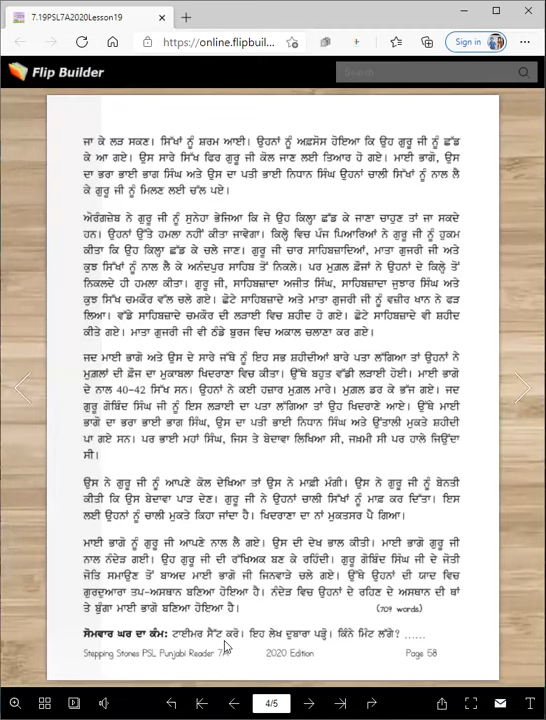 7.19PSL7A2020Lesson19
https://online.flipbuil...
Sign in
Flip Builder
Search
ਜਾ ਕੇ ਲੜ ਸਕਣ। ਸਿੱਖਾਂ ਨੂੰ ਸ਼ਰਮ ਆਈ। ਉਹਨਾਂ ਨੂੰ ਅਫ਼ਸੋਸ ਹੋਇਆ ਕਿ ਉਹ ਗੁਰੂ ਜੀ ਨੂੰ ਛੱਡ
ਕੇ ਆ ਗਏ। ਉਸ ਸਾਰੇ ਸਿੱਖ ਫਿਰ ਗੁਰੂ ਜੀ ਕੋਲ ਜਾਣ ਲਈ ਤਿਆਰ ਹੋ ਗਏ। ਮਾਈ ਭਾਗੋ, ਉਸ
ਦਾ ਭਰਾ ਭਾਈ ਭਾਗ ਸਿੰਘ ਅਤੇ ਉਸ ਦਾ ਪਤੀ ਭਾਈ ਨਿਧਾਨ ਸਿੰਘ ਉਹਨਾਂ ਚਾਲੀ ਸਿੱਖਾਂ ਨੂੰ ਨਾਲ ਲੈ
ਕੇ ਗੁਰੂ ਜੀ ਨੂੰ ਮਿਲਣ ਲਈ ਚੱਲ ਪਏ।
ਔਰੰਗਜ਼ੇਬ ਨੇ ਗੁਰੂ ਜੀ ਨੂੰ ਸੁਨੇਹਾ ਭੇਜਿਆ ਕਿ ਜੇ ਉਹ ਕਿਲ੍ਹਾ ਛੱਡ ਕੇ ਜਾਣਾ ਚਾਹੁਣ ਤਾਂ ਜਾ ਸਕਦੇ
ਹਨ। ਉਹਨਾਂ ਉੱਤੇ ਹਮਲਾ ਨਹੀਂ ਕੀਤਾ ਜਾਵੇਗਾ। ਕਿਲ੍ਹੇ ਵਿਚ ਪੰਜ ਪਿਆਰਿਆਂ ਨੇ ਗੁਰੂ ਜੀ ਨੂੰ ਹੁਕਮ
ਕੀਤਾ ਕਿ ਉਹ ਕਿਲ੍ਹਾ ਛੱਡ ਕੇ ਚਲੇ ਜਾਣ। ਗੁਰੂ ਜੀ ਚਾਰ ਸਾਹਿਬਜ਼ਾਦਿਆਂ, ਮਾਤਾ ਗੁਜਰੀ ਜੀ ਅਤੇ
ਕੁਝ ਸਿੱਖਾਂ ਨੂੰ ਨਾਲ ਲੈ ਕੇ ਅਨੰਦਪੁਰ ਸਾਹਿਬ ਤੋਂ ਨਿਕਲੇ। ਪਰ ਮੁਗ਼ਲ ਫ਼ੌਜਾਂ ਨੇ ਉਹਨਾਂ ਦੇ ਕਿਲ੍ਹੇ ਤੋਂ
ਨਿਕਲਦੇ ਹੀ ਹਮਲਾ ਕੀਤਾ। ਗੁਰੂ ਜੀ, ਸਾਹਿਬਜ਼ਾਦਾ ਅਜੀਤ ਸਿੰਘ, ਸਾਹਿਬਜ਼ਾਦਾ ਜੁਝਾਰ ਸਿੰਘ ਅਤੇ
ਕੁਝ ਸਿੱਖ ਚਮਕੌਰ ਵੱਲ ਚਲੇ ਗਏ। ਛੋਟੇ ਸਾਹਿਬਜ਼ਾਦੇ ਅਤੇ ਮਾਤਾ ਗੁਜਰੀ ਜੀ ਨੂੰ ਵਜ਼ੀਰ ਖਾਨ ਨੇ ਫੜ
ਲਿਆ। ਵੱਡੇ ਸਾਹਿਬਜ਼ਾਦੇ ਚਮਕੌਰ ਦੀ ਲੜਾਈ ਵਿਚ ਸ਼ਹੀਦ ਹੋ ਗਏ। ਛੋਟੇ ਸਾਹਿਬਜ਼ਾਦੇ ਵੀ ਸ਼ਹੀਦ
ਕੀਤੇ ਗਏ। ਮਾਤਾ ਗੁਜਰੀ ਜੀ ਵੀ ਠੰਡੇ ਬੁਰਜ ਵਿਚ ਅਕਾਲ ਚਲਾਣਾ ਕਰ ਗਏ।
ਜਦ ਮਾਈ ਭਾਗੋ ਅਤੇ ਉਸ ਦੇ ਸਾਰੇ ਜੱਥੇ ਨੂੰ ਇਹ ਸਭ ਸ਼ਹੀਦੀਆਂ ਬਾਰੇ ਪਤਾ ਲੱਗਿਆ ਤਾਂ ਉਹਨਾਂ ਨੇ
ਮੁਗ਼ਲਾਂ ਦੀ ਫ਼ੌਜ ਦਾ ਮੁਕਾਬਲਾ ਖਿਦਰਾਣਾ ਵਿਚ ਕੀਤਾ। ਉੱਥੇ ਬਹੁਤ ਵੱਡੀ ਲੜਾਈ ਹੋਈ। ਮਾਈ ਭਾਗੋ
ਦੇ ਨਾਲ 40-42 ਸਿੱਖ ਸਨ। ਉਹਨਾਂ ਨੇ ਕਈ ਹਜ਼ਾਰ ਮੁਗ਼ਲ ਮਾਰੇ। ਮੁਗ਼ਲ ਡਰ ਕੇ ਭੱਜ ਗਏ। ਜਦ
ਗੁਰੂ ਗੋਬਿੰਦ ਸਿੰਘ ਜੀ ਨੂੰ ਇਸ ਲੜਾਈ ਦਾ ਪਤਾ ਲੱਗਿਆ ਤਾਂ ਉਹ ਖਿਦਰਾਣੇ ਆਏ। ਉੱਥੇ ਮਾਈ
ਭਾਗੋ ਦਾ ਭਰਾ ਭਾਈ ਭਾਗ ਸਿੰਘ, ਉਸ ਦਾ ਪਤੀ ਭਾਈ ਨਿਧਾਨ ਸਿੰਘ ਅਤੇ ਉੱਤਾਲੀ ਮੁਕਤੇ ਸ਼ਹੀਦੀ
ਪਾ ਗਏ ਸਨ। ਪਰ ਭਾਈ ਮਹਾਂ ਸਿੰਘ, ਜਿਸ ਤੇ ਬੇਦਾਵਾ ਲਿਖਿਆ ਸੀ, ਜ਼ਖ਼ਮੀ ਸੀ ਪਰ ਹਾਲੇ ਜਿਉਂਦਾ
ਸੀ।
ਉਸ ਨੇ ਗੁਰੂ ਜੀ ਨੂੰ ਆਪਣੇ ਕੋਲ ਦੇਖਿਆ ਤਾਂ ਉਸ ਨੇ ਮਾਫ਼ੀ ਮੰਗੀ। ਉਸ ਨੇ ਗੁਰੂ ਜੀ ਨੂੰ ਬੇਨਤੀ
ਕੀਤੀ ਕਿ ਉਸ ਬੇਦਾਵਾ ਪਾੜ ਦੇਣ। ਗੁਰੂ ਜੀ ਨੇ ਉਹਨਾਂ ਚਾਲੀ ਸਿੱਖਾਂ ਨੂੰ ਮਾਫ਼ ਕਰ ਦਿੱਤਾ। ਇਸ
ਲਈ ਉਹਨਾਂ ਨੂੰ ਚਾਲੀ ਮੁਕਤੇ ਕਿਹਾ ਜਾਂਦਾ ਹੈ। ਖਿਦਰਾਣਾ ਦਾ ਨਾਂ ਮੁਕਤਸਰ ਪੈ ਗਿਆ।
ਮਾਈ ਭਾਗੋ ਨੂੰ ਗੁਰੂ ਜੀ ਆਪਣੇ ਨਾਲ ਲੈ ਗਏ। ਉਸ ਦੀ ਦੇਖ ਭਾਲ ਕੀਤੀ। ਮਾਈ ਭਾਗੋ ਗੁਰੂ ਜੀ
ਨਾਲ ਨੰਦੇੜ ਗਈ। ਉਹ ਗੁਰੂ ਜੀ ਦੀ ਰੱਖਿਅਕ ਬਣ ਕੇ ਰਹਿੰਦੀ। ਗੁਰੂ ਗੋਬਿੰਦ ਸਿੰਘ ਜੀ ਦੇ ਜੋਤੀ
ਜੋਤਿ ਸਮਾਉਣ ਤੋਂ ਬਾਅਦ ਮਾਈ ਭਾਗੋ ਜੀ ਜਿਨਵਾੜੇ ਚਲੇ ਗਏ। ਉੱਥੇ ਉਹਨਾਂ ਦੀ ਯਾਦ ਵਿਚ
ਗੁਰਦੁਆਰਾ ਤਪ-ਅਸਥਾਨ ਬਣਿਆ ਹੋਇਆ ਹੈ। ਨੰਦੇੜ ਵਿਚ ਉਹਨਾਂ ਦੇ ਰਹਿਣ ਦੇ ਅਸਥਾਨ ਦੀ ਥਾਂ
ਤੇ ਬੁੰਗਾ ਮਾਈ ਭਾਗੋ ਬਣਿਆ ਹੋਇਆ ਹੈ। (709 words)
ਸੋਮਵਾਰ ਘਰ ਦਾ ਕੰਮ: ਟਾਈਮਰ ਸੈੱਟ ਕਰੋ। ਇਹ ਲੇਖ ਦੁਬਾਰਾ ਪੜ੍ਹੋ। ਕਿੰਨੇ ਮਿੰਟ ਲੱਗੇ? ......
Stepping Stones PSL Punjabi Reader 7A 2020 Edition Page 58
4/5